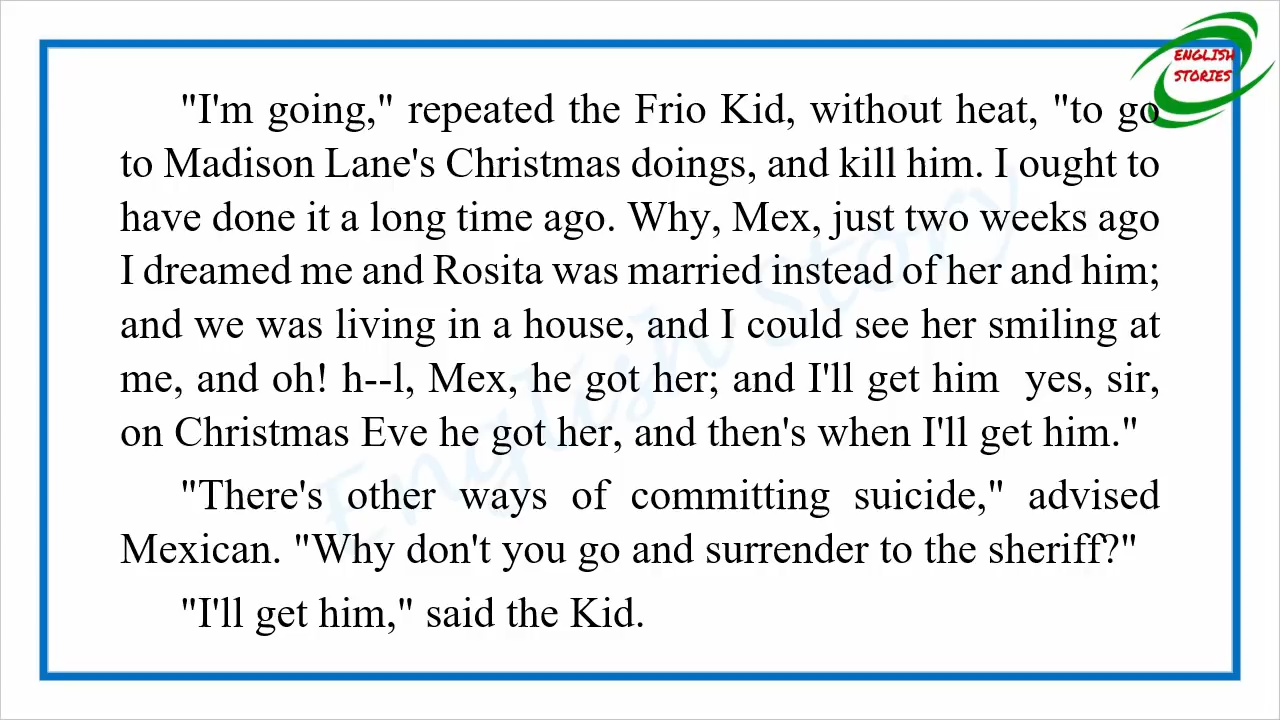 ENGLISH
STORIES
"I'm going," repeated the Frio Kid, without heat, "to go
to Madison Lane's Christmas doings, and kill him. I ought to
have done it a long time ago. Why, Mex, just two weeks ago
I dreamed me and Rosita was married instead of her and him;
and we was living in a house, and I could see her smiling at
me, and oh! h--l, Mex, he got her; and I'll get him  yes, sir,
on Christmas Eve he got her, and then's when I'll get him."
"There's other ways of committing suicide," advised
Mexican. "Why don't you go and surrender to the sheriff?"
"I'll get him," said the Kid.
English Story